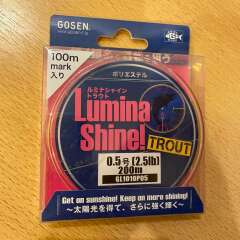 GOSEN
100m
mark
入り
ポリエステル
ルミナシャイン
トラウト
Lumina
Shine!
TROUT
0.5号(2.5lb)
200m
GL1010P05
Get on sunshine! Keep on more shining!
～太陽光を得て、さらに強く輝く～